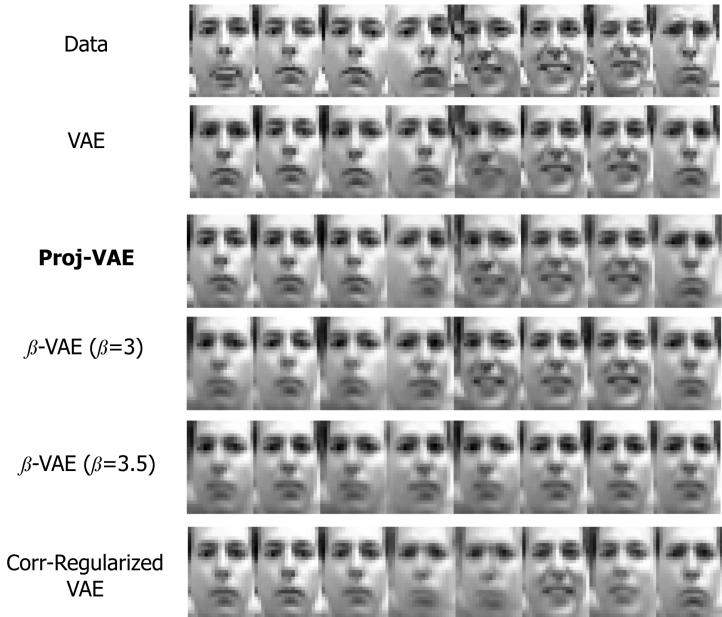 Data
VAE
Proj-VAE
β-VAE (β=3)
β-VAE (β=3.5)
Corr-Regularized
VAE